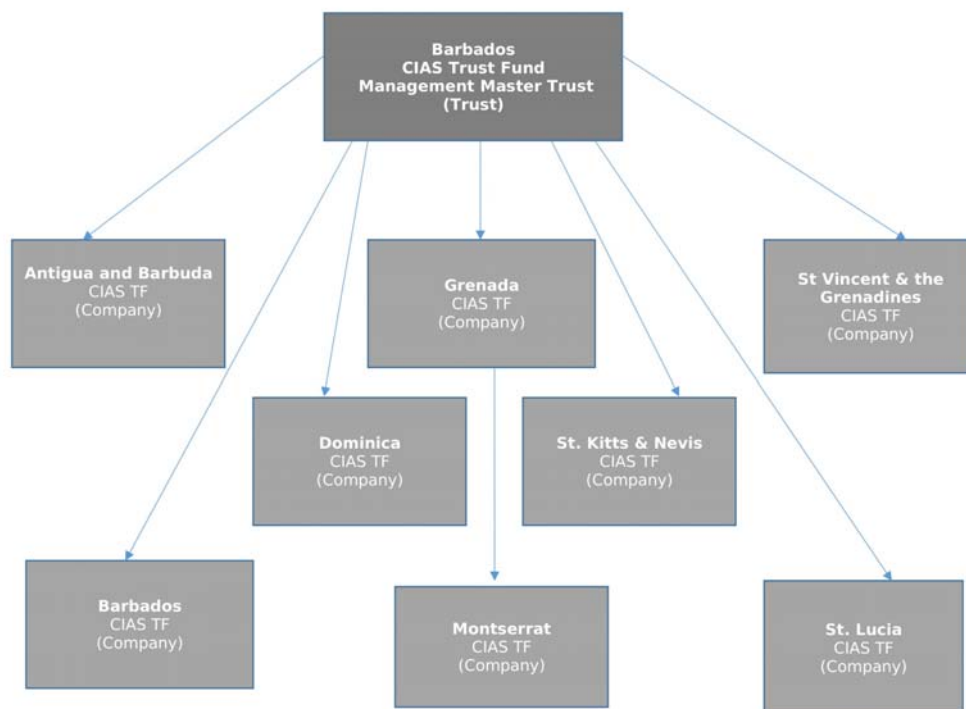 Barbados
CIAS Trust Fund
Management Master Trust
(Trust)
Antigua and Barbuda
CIAS TF
(Company)
Grenada
CIAS TF
(Company)
St Vincent & the
Grenadines
CIAS TF
(Company)
Dominica
CIAS TF
(Company)
St. Kitts & Nevis
CIAS TF
(Company)
Barbados
CIAS TF
(Company)
Montserrat
CIAS TF
(Company)
St. Lucia
CIAS TF
(Company)